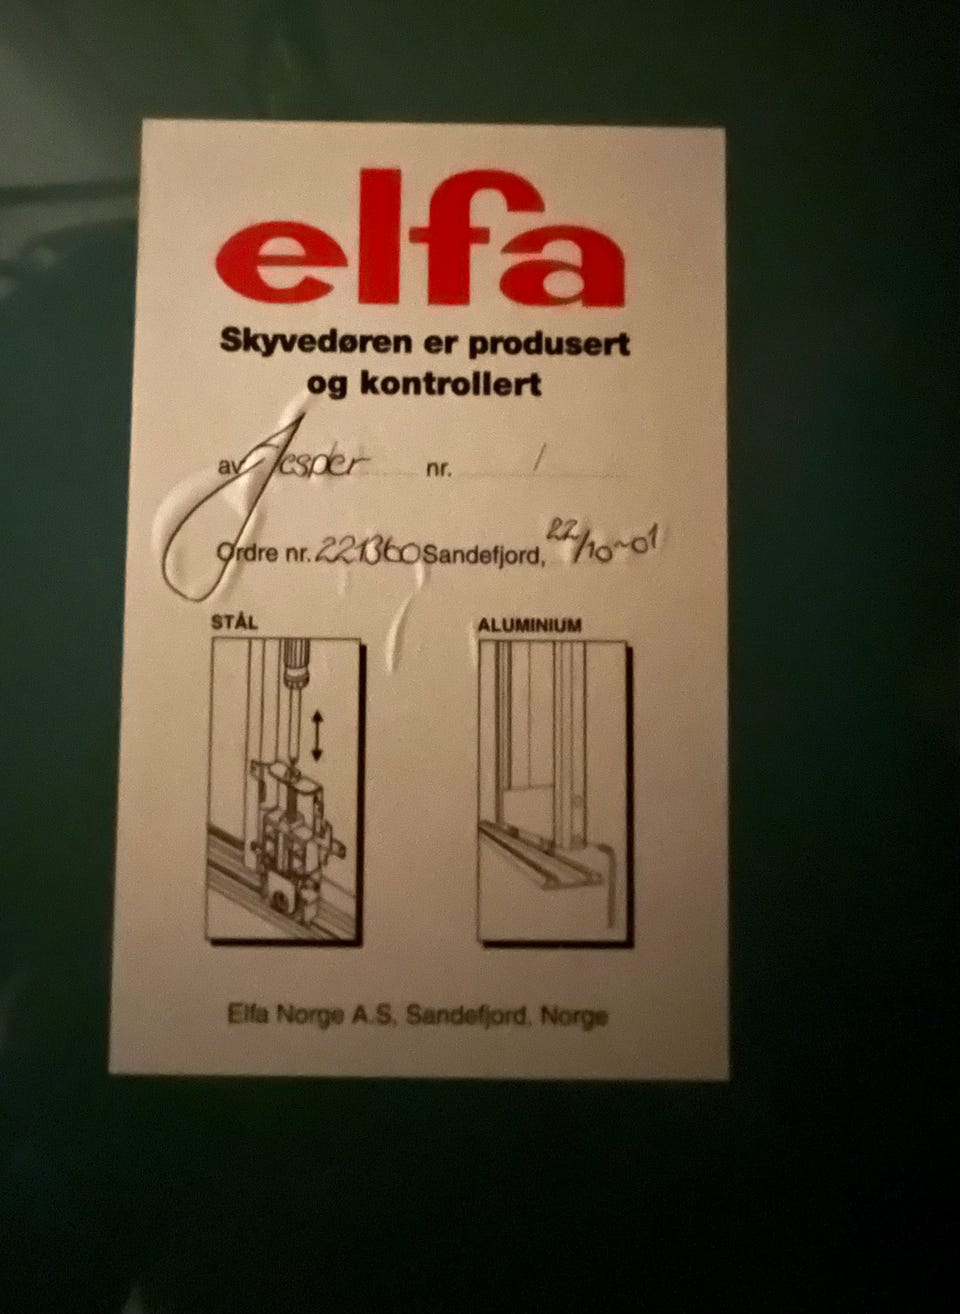 elfa
Skyvedøren er produsert
og kontrollert
av Jesper nr. 1
Ordre nr. 221360 Sandefjord, 22/10-01
STÅL
ALUMINIUM
Elfa Norge A.S, Sandefjord, Norge